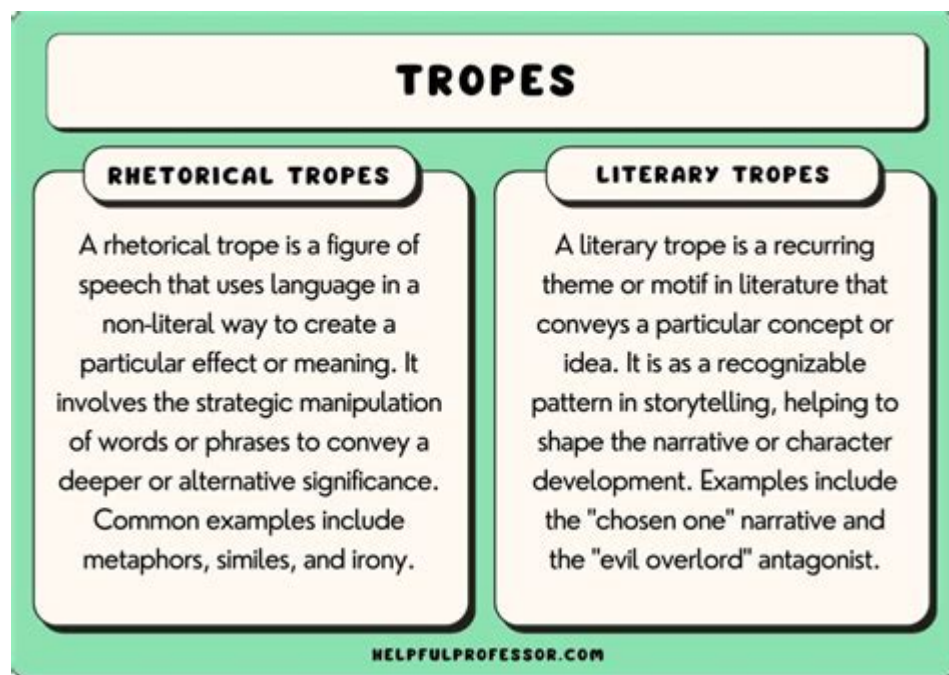 TROPES
RHETORICAL TROPES
A rhetorical trope is a figure of
speech that uses language in a
non-literal way to create a
particular effect or meaning. It
involves the strategic manipulation
of words or phrases to convey a
deeper or alternative significance.
Common examples include
metaphors, similes, and irony.
LITERARY TROPES
A literary trope is a recurring
theme or motif in literature that
conveys a particular concept or
idea. It is as a recognizable
pattern in storytelling, helping to
shape the narrative or character
development. Examples include
the "chosen one" narrative and
the "evil overlord" antagonist.
HELPFULPROFESSOR.COM